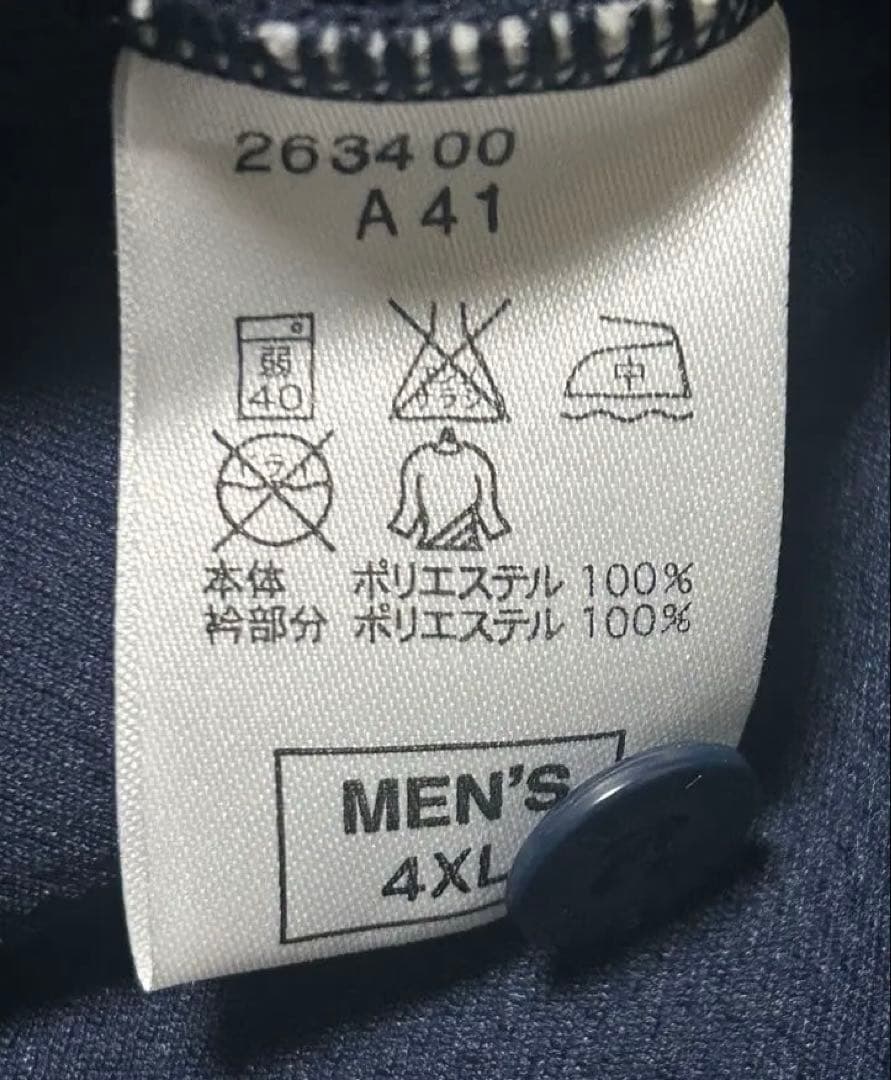 263400
A41
弱
40
中
本体 ポリエステル 100%
衿部分 ポリエステル 100%
MEN'S
4XL